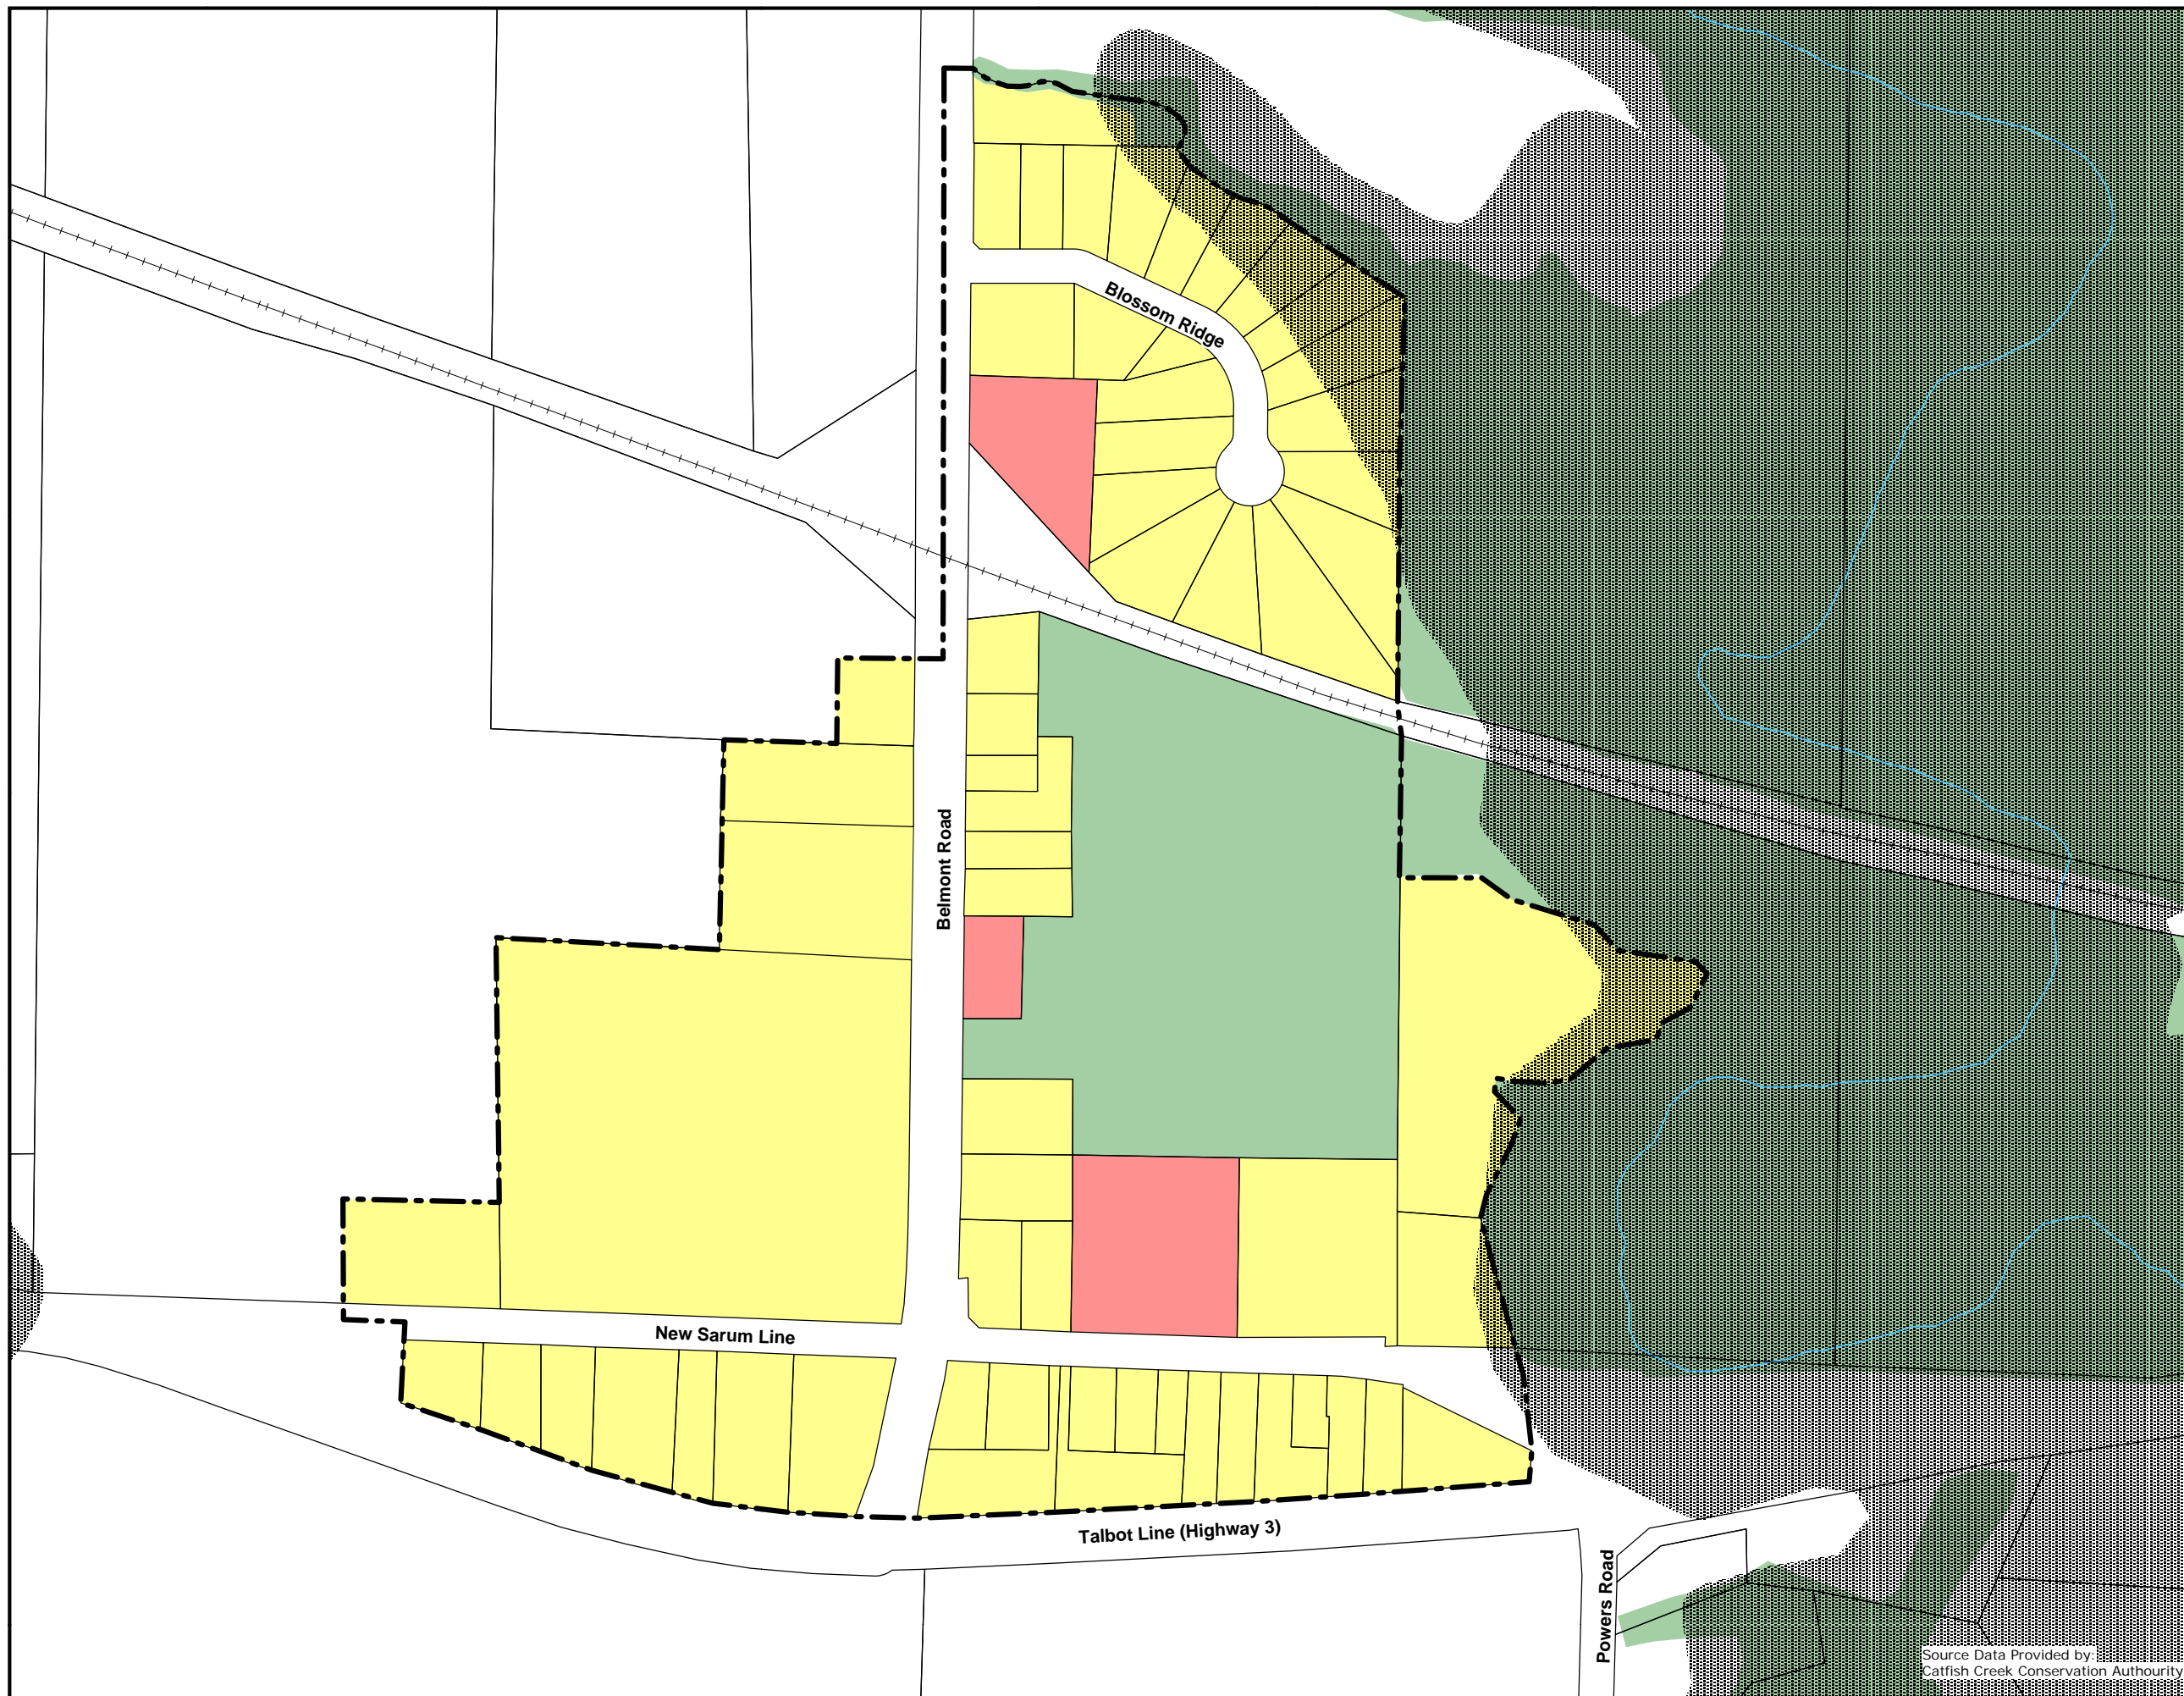 Blossom Ridge
Belmont Road
New Sarum Line
Talbot Line (Highway 3)
Powers Road
Source Data Provided by:
Catfish Creek Conservation Authourity